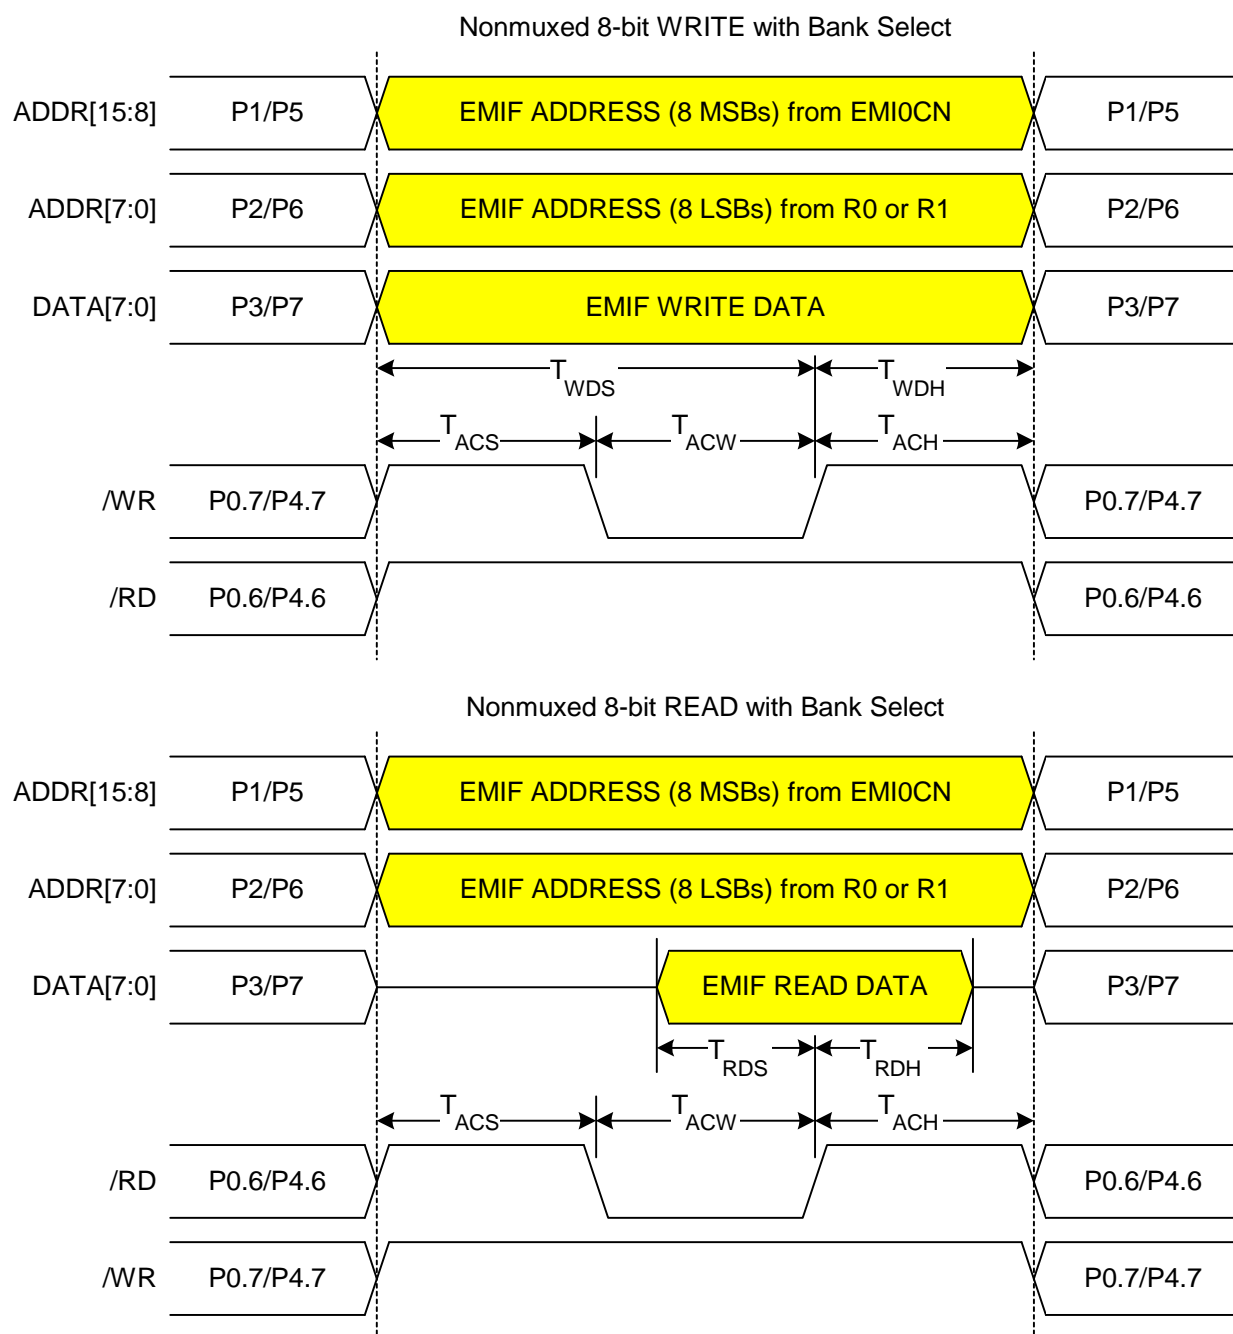 Nonmuxed 8-bit WRITE with Bank Select
ADDR[15:8] P1/P5 EMIF ADDRESS (8 MSBs) from EMI0CN P1/P5
ADDR[7:0] P2/P6 EMIF ADDRESS (8 LSBs) from R0 or R1 P2/P6
DATA[7:0] P3/P7 EMIF WRITE DATA P3/P7
TWDS TWDH
TACS TACW TACH
/WR P0.7/P4.7 P0.7/P4.7
/RD P0.6/P4.6 P0.6/P4.6
Nonmuxed 8-bit READ with Bank Select
ADDR[15:8] P1/P5 EMIF ADDRESS (8 MSBs) from EMI0CN P1/P5
ADDR[7:0] P2/P6 EMIF ADDRESS (8 LSBs) from R0 or R1 P2/P6
DATA[7:0] P3/P7 EMIF READ DATA P3/P7
TRDS TRDH
TACS TACW TACH
/RD P0.6/P4.6 P0.6/P4.6
/WR P0.7/P4.7 P0.7/P4.7